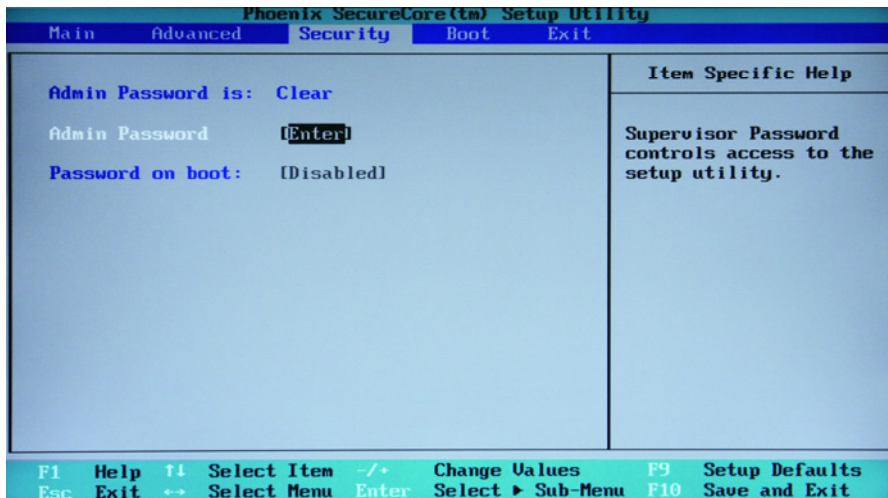 Phoenix SecureCore(tm) Setup Utility
Main Advanced Security Boot Exit
Item Specific Help
Admin Password is: Clear
Admin Password [Enter]
Password on boot: [Disabled]
Supervisor Password
controls access to the
setup utility.
F1 Help ↑↓ Select Item -/+ Change Values F9 Setup Defaults
Esc Exit ↔ Select Menu Enter Select ▶ Sub-Menu F10 Save and Exit